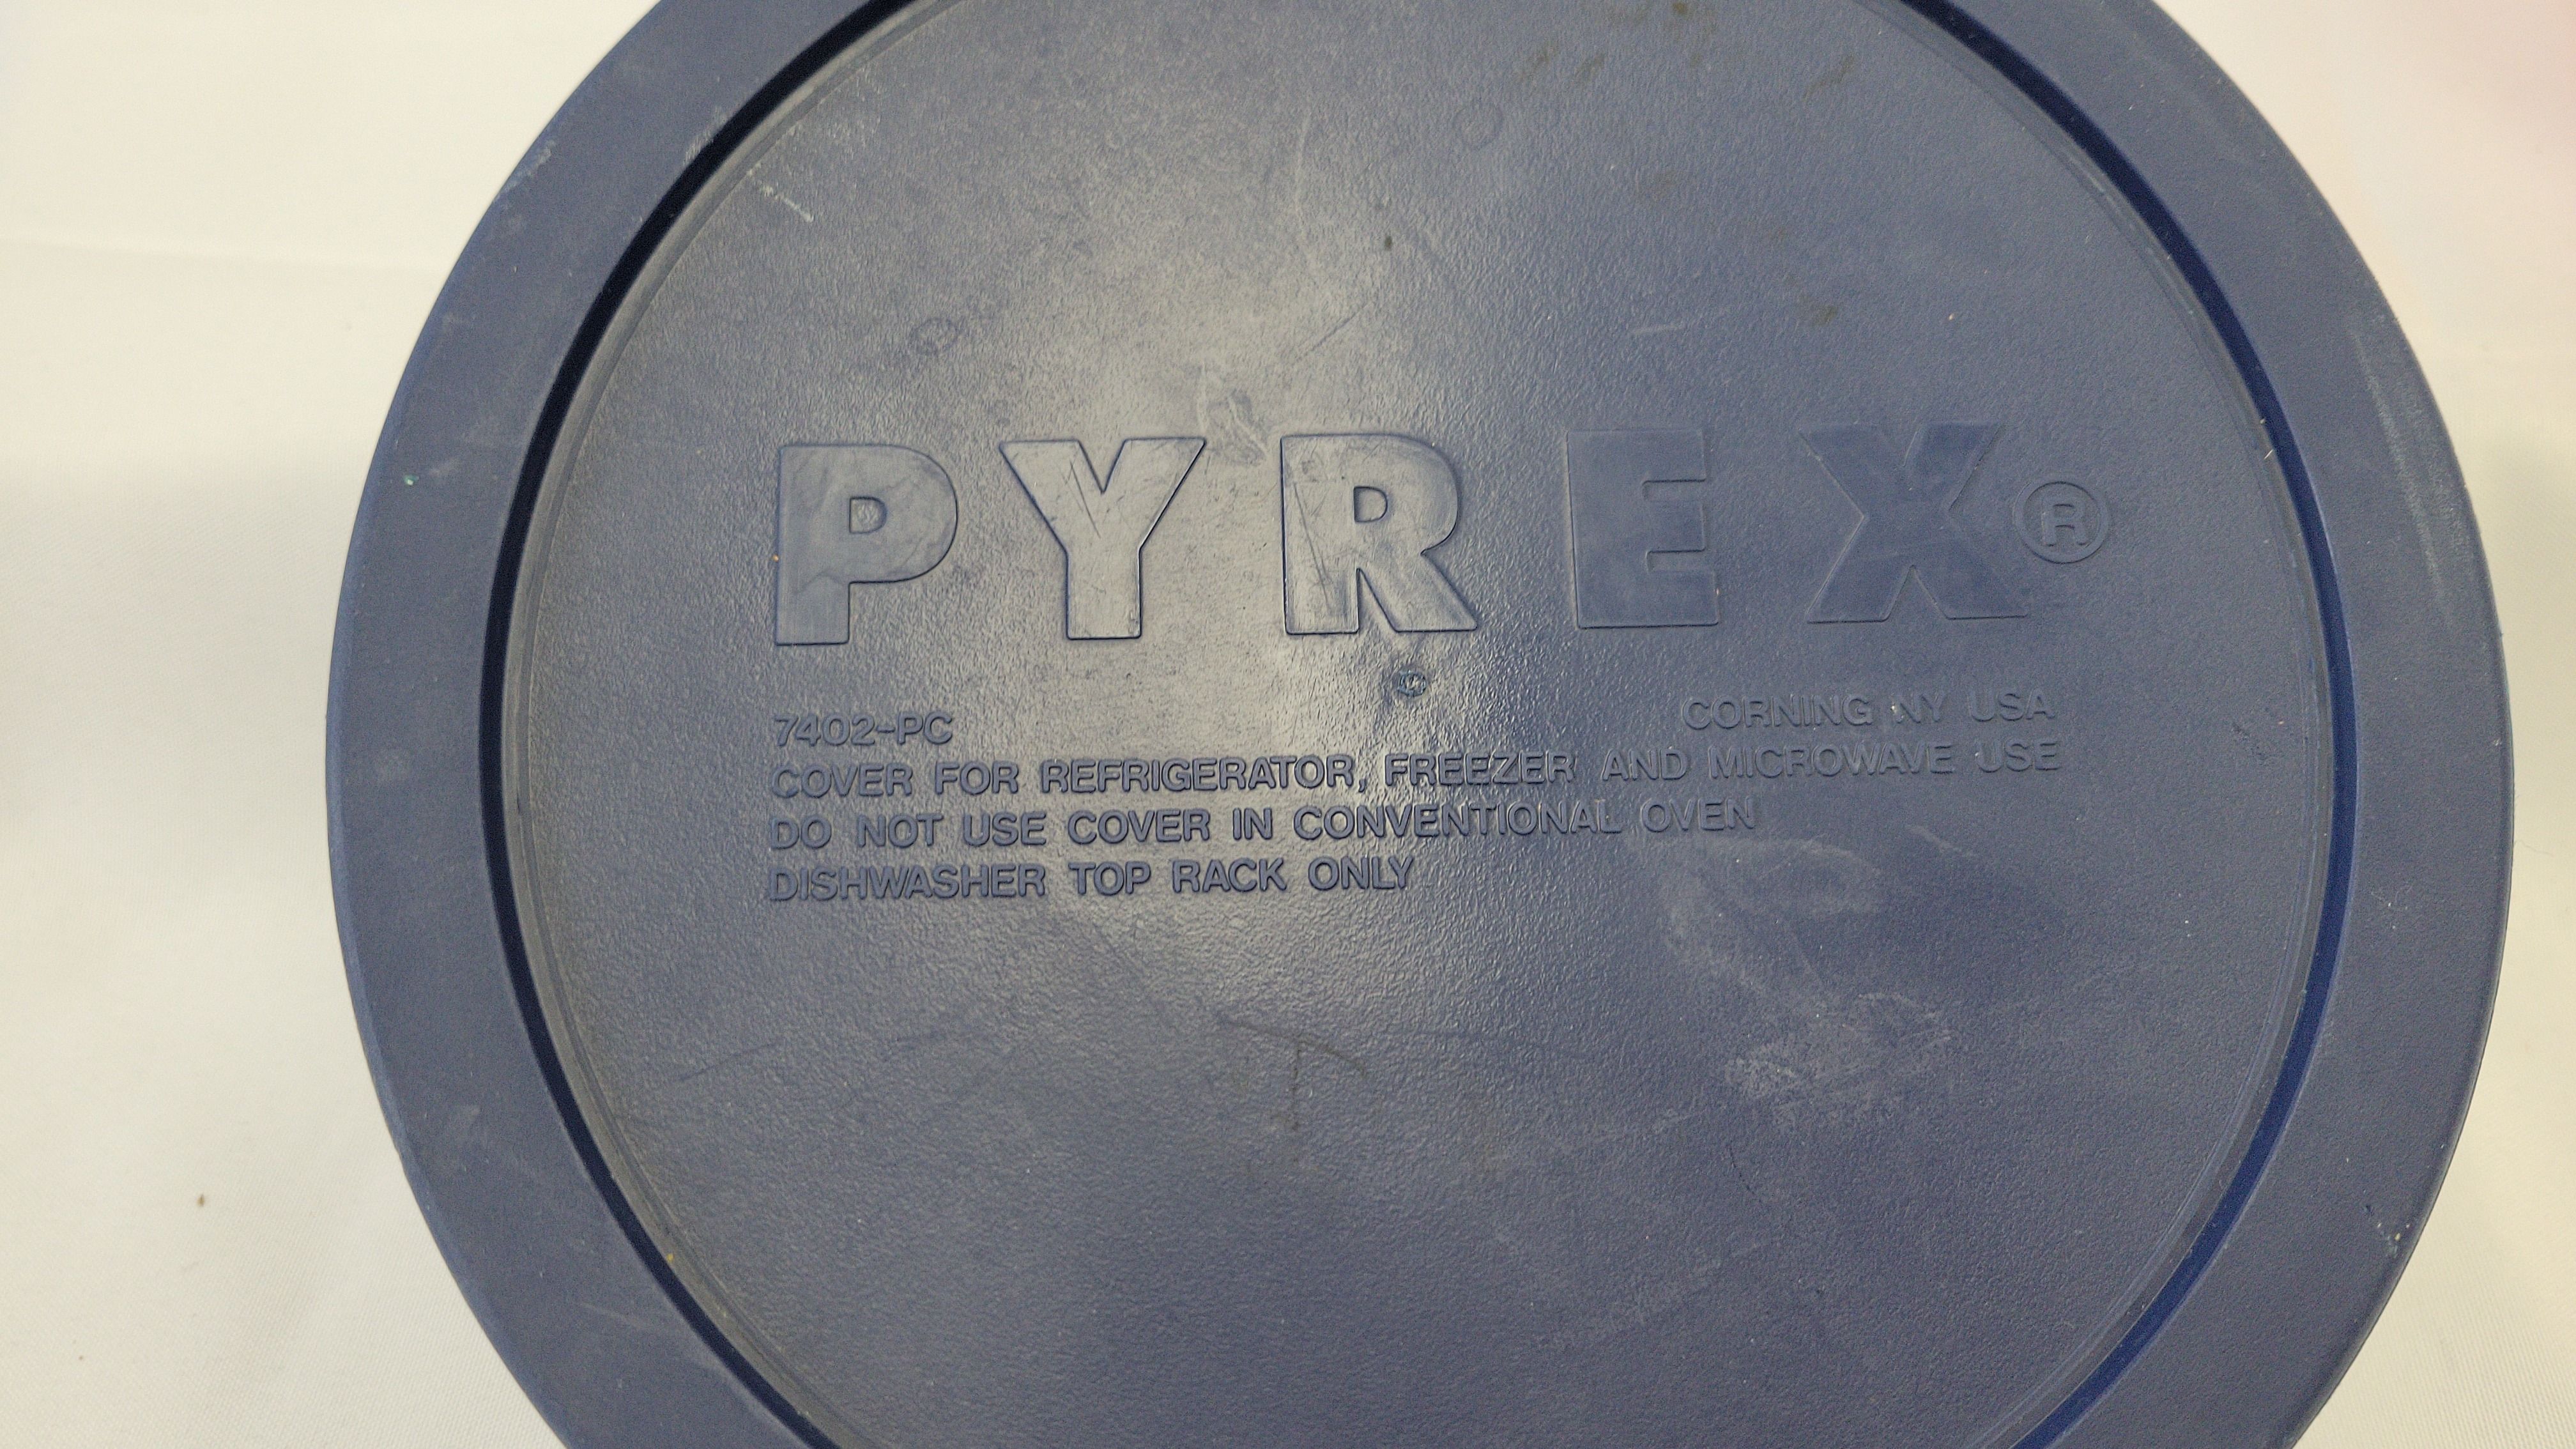 PYREX®
7402-PC CORNING NY USA
COVER FOR REFRIGERATOR, FREEZER AND MICROWAVE USE
DO NOT USE COVER IN CONVENTIONAL OVEN
DISHWASHER TOP RACK ONLY